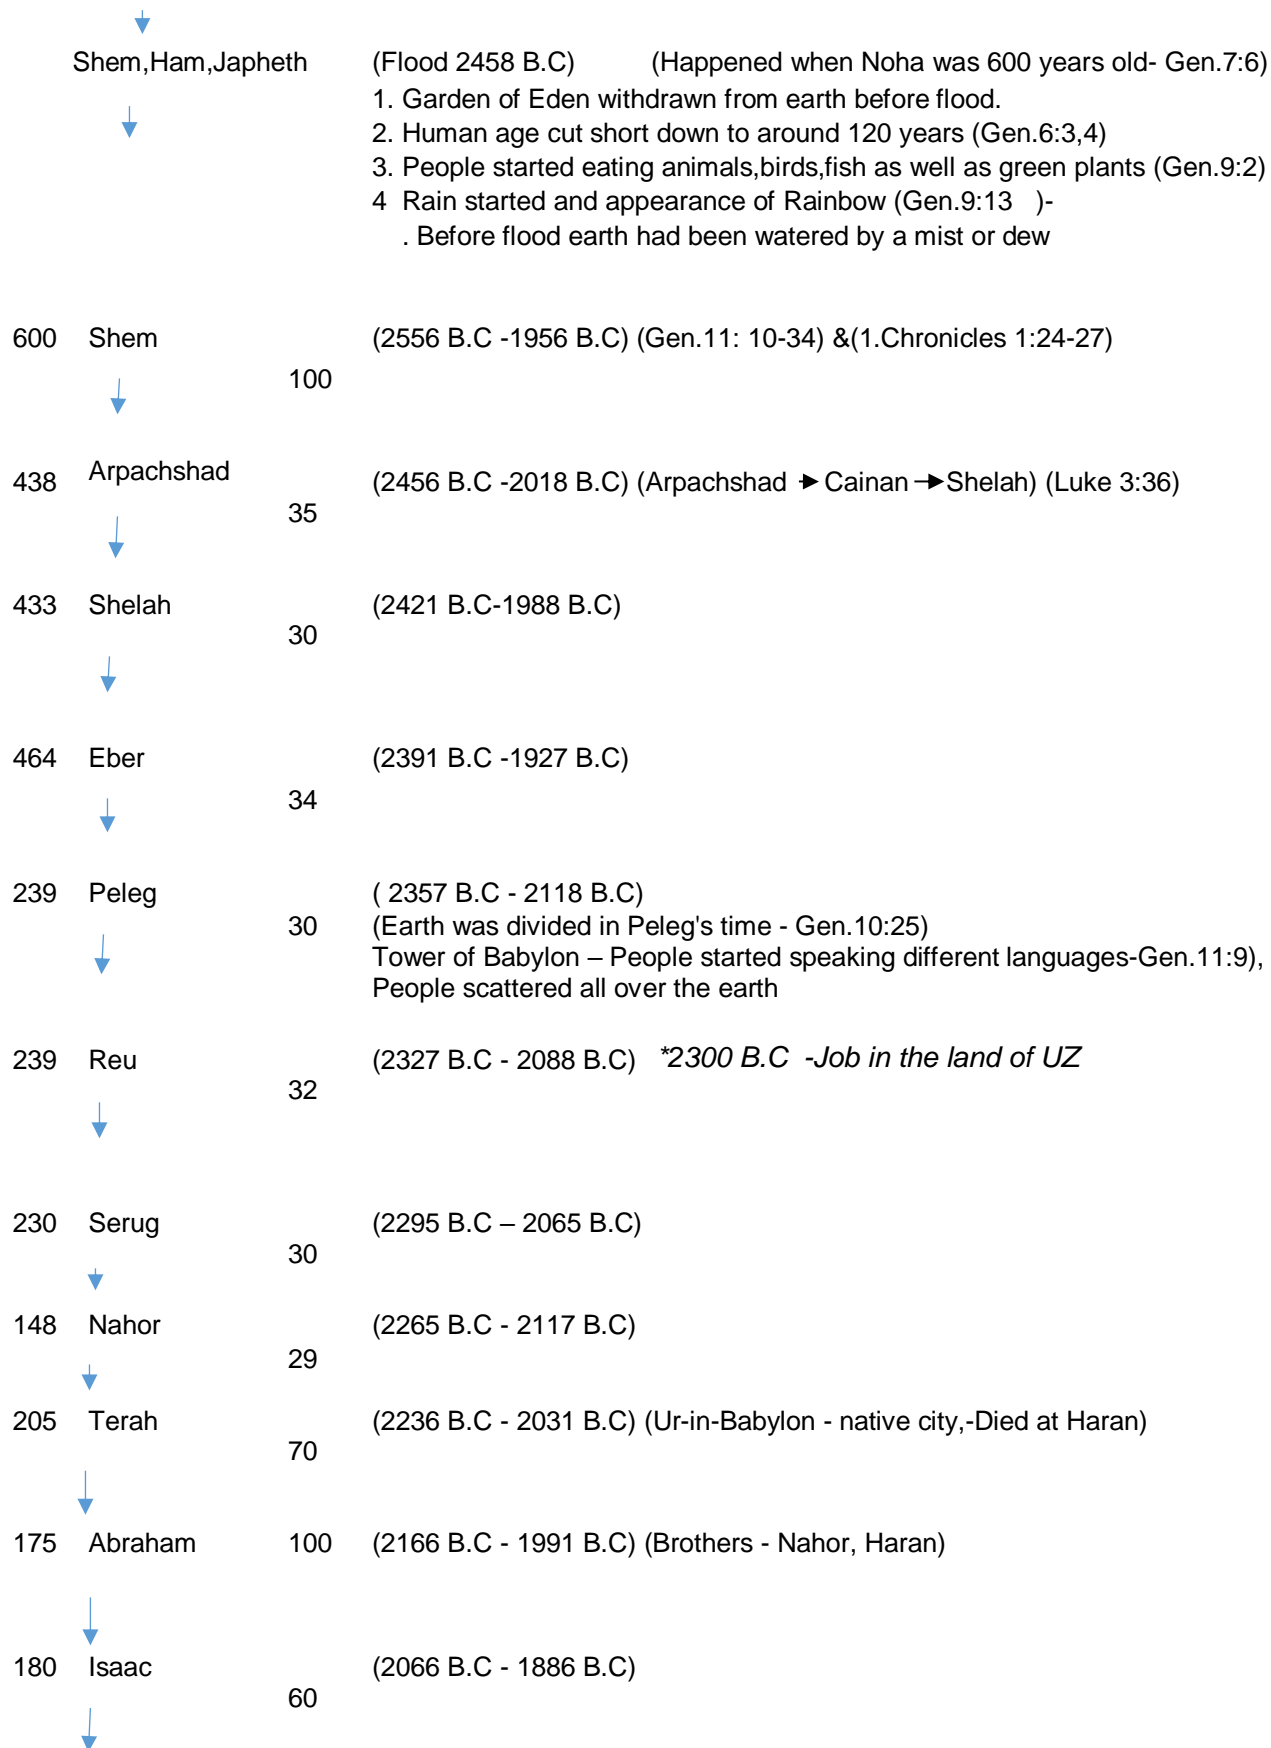 Shem,Ham,Japheth (Flood 2458 B.C) (Happened when Noha was 600 years old- Gen.7:6)
1. Garden of Eden withdrawn from earth before flood.
2. Human age cut short down to around 120 years (Gen.6:3,4)
3. People started eating animals,birds,fish as well as green plants (Gen.9:2)
4 Rain started and appearance of Rainbow (Gen.9:13 )-
. Before flood earth had been watered by a mist or dew
600 Shem (2556 B.C -1956 B.C) (Gen.11: 10-34) &(1.Chronicles 1:24-27)
100
438 Arpachshad (2456 B.C -2018 B.C) (Arpachshad → Cainan → Shelah) (Luke 3:36)
35
433 Shelah (2421 B.C-1988 B.C)
30
464 Eber (2391 B.C -1927 B.C)
34
239 Peleg ( 2357 B.C - 2118 B.C)
30 (Earth was divided in Peleg's time - Gen.10:25)
Tower of Babylon – People started speaking different languages-Gen.11:9),
People scattered all over the earth
239 Reu (2327 B.C - 2088 B.C) *2300 B.C -Job in the land of UZ
32
230 Serug (2295 B.C – 2065 B.C)
30
148 Nahor (2265 B.C - 2117 B.C)
29
205 Terah (2236 B.C - 2031 B.C) (Ur-in-Babylon - native city,-Died at Haran)
70
175 Abraham 100 (2166 B.C - 1991 B.C) (Brothers - Nahor, Haran)
180 Isaac (2066 B.C - 1886 B.C)
60